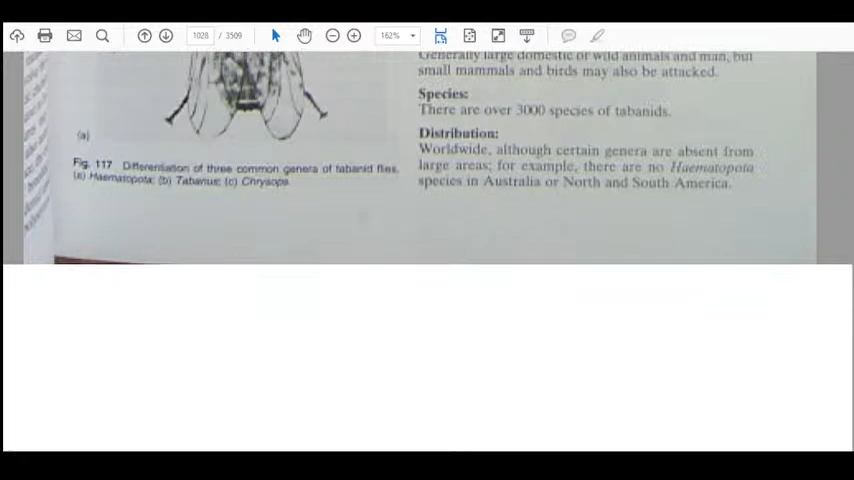 1028 / 3509
162%
Generally large domestic or wild animals and man, but
small mammals and birds may also be attacked.
Species:
There are over 3000 species of tabanids.
Distribution:
Worldwide, although certain genera are absent from
large areas; for example, there are no Haematopota
species in Australia or North and South America.
(a)
Fig. 117 Differentiation of three common genera of tabanid flies.
(a) Haematopota; (b) Tabanus; (c) Chrysops.